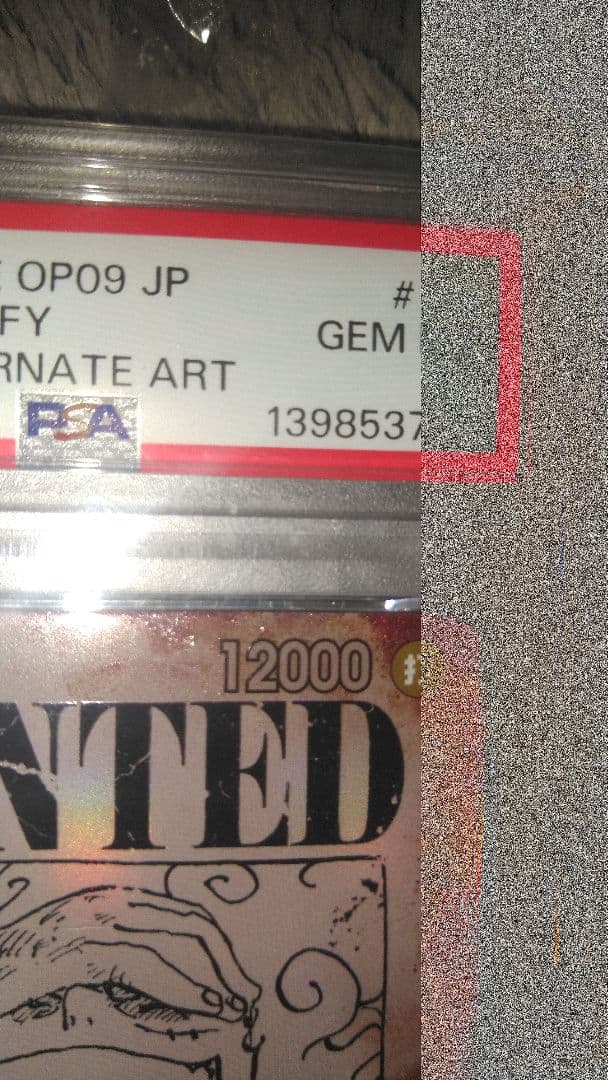 OP09 JP
#
FY
GEM
RNATE ART
PSA
1398537
12000
NTED